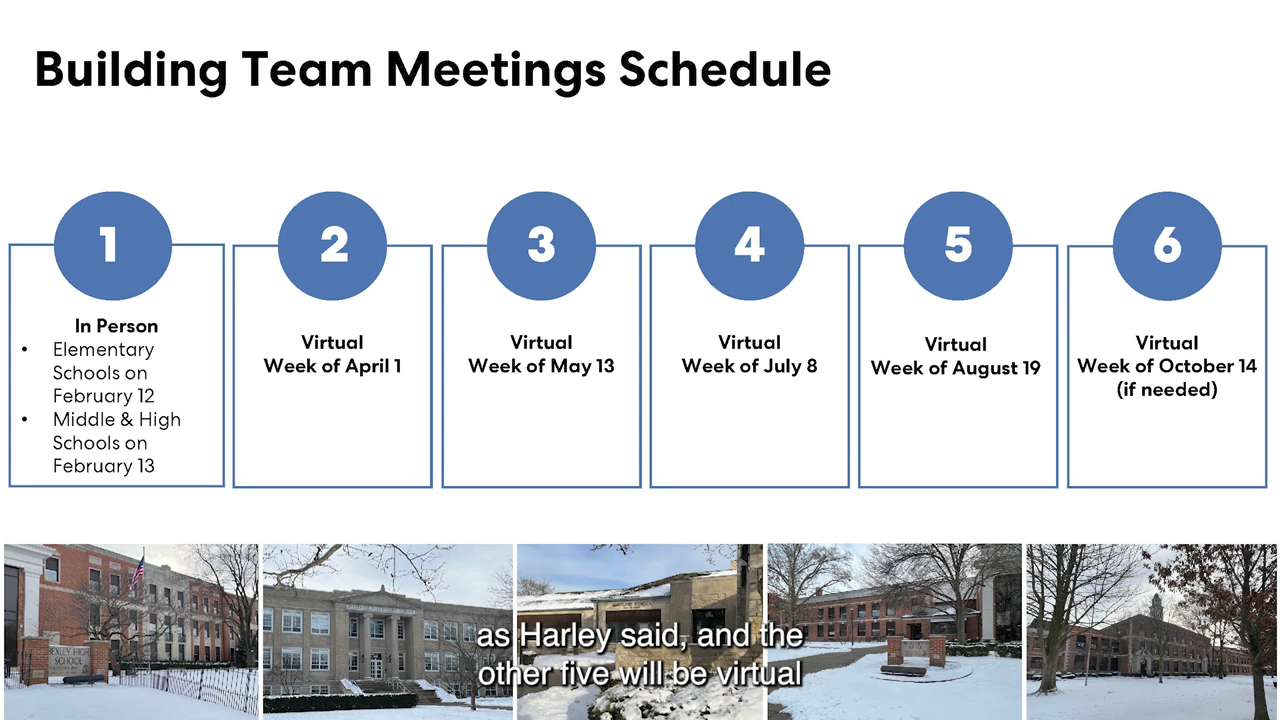 Building Team Meetings Schedule
1
2
3
4
5
6
In Person
• Elementary
Schools on
February 12
• Middle & High
Schools on
February 13
Virtual
Week of April 1
Virtual
Week of May 13
Virtual
Week of July 8
Virtual
Week of August 19
Virtual
Week of October 14
(if needed)
BEXLEY HIGH
SCHOOL
as Harley said, and the
other five will be virtual